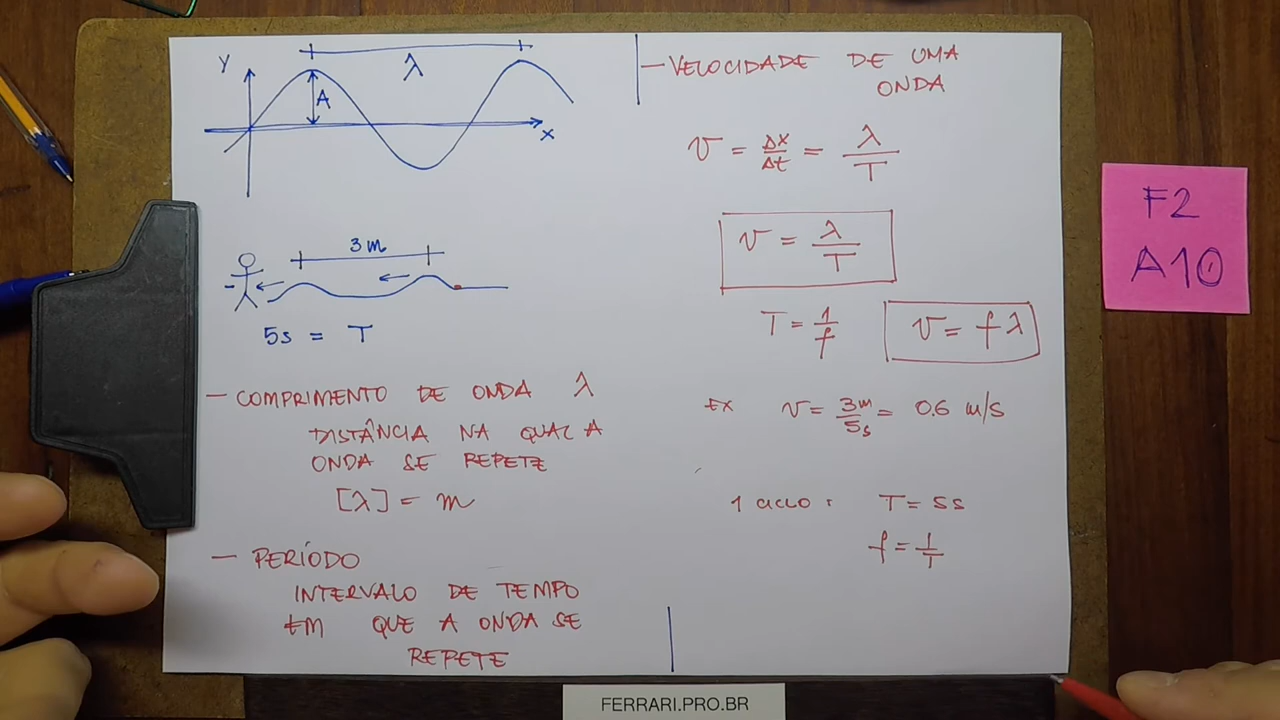 Y
λ
A
X
3 m
5s = T
- COMPRIMENTO DE ONDA λ
DISTÂNCIA NA QUAL A
ONDA SE REPETE
[λ] = m
- PERÍODO
INTERVALO DE TEMPO
EM QUE A ONDA SE
REPETE
- VELOCIDADE DE UMA
ONDA
v = Δx/Δt = λ/T
v = λ/T
T = 1/f
v = f λ
EX v = 3m/5s = 0.6 m/s
1 CICLO: T = 5s
f = 1/T
F2
A10
FERRARI.PRO.BR